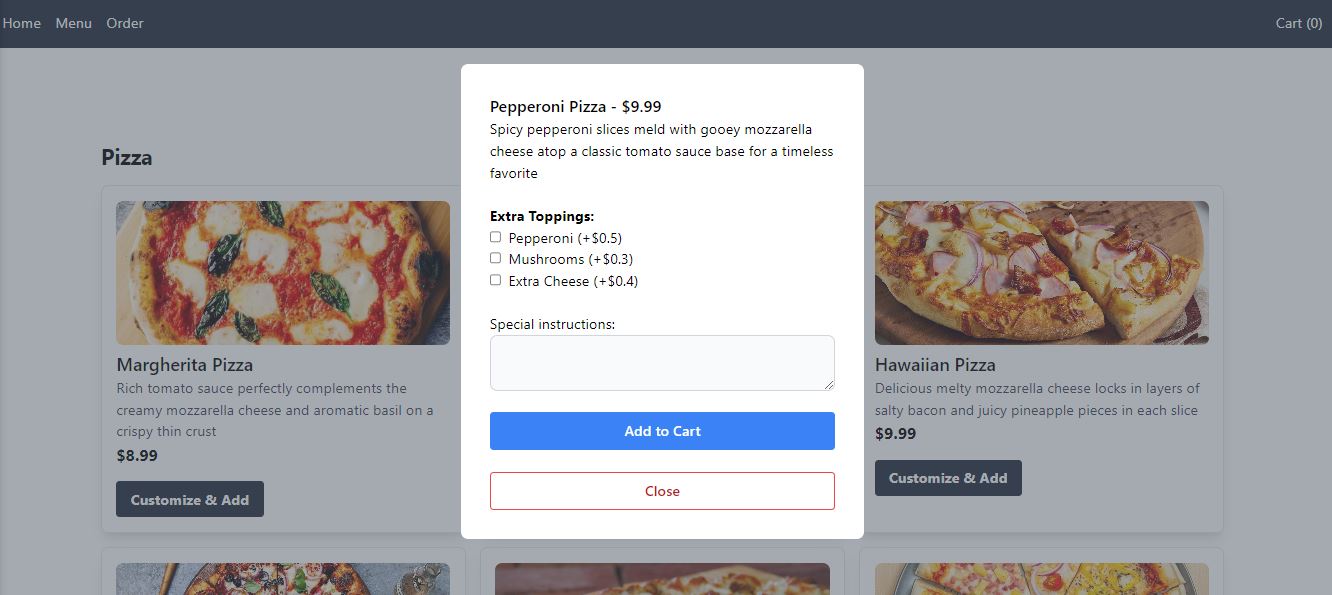 Home Menu Order Cart (0)
Pizza
Margherita Pizza
Rich tomato sauce perfectly complements the
creamy mozzarella cheese and aromatic basil on a
crispy thin crust
$8.99
Customize & Add
Pepperoni Pizza - $9.99
Spicy pepperoni slices meld with gooey mozzarella
cheese atop a classic tomato sauce base for a timeless
favorite
Extra Toppings:
Pepperoni (+$0.5)
Mushrooms (+$0.3)
Extra Cheese (+$0.4)
Special instructions:
Add to Cart
Close
Hawaiian Pizza
Delicious melty mozzarella cheese locks in layers of
salty bacon and juicy pineapple pieces in each slice
$9.99
Customize & Add